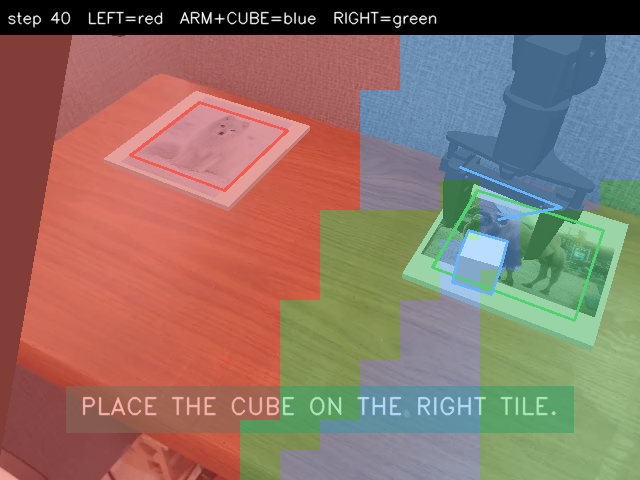 step 40 LEFT=red ARM+CUBE=blue RIGHT=green
PLACE THE CUBE ON THE RIGHT TILE.